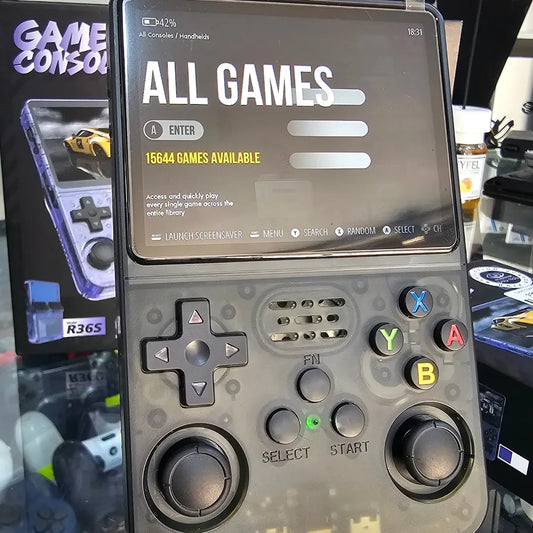 GAME
CONSOL
42%
18:31
All Consoles / Handhelds
ALL GAMES
A ENTER
15644 GAMES AVAILABLE
Access and quickly play
every single game across the
entire library
LAUNCH SCREENSAVER MENU Y SEARCH X RANDOM A SELECT CH
R36S
X
Y
A
B
FN
SELECT
START